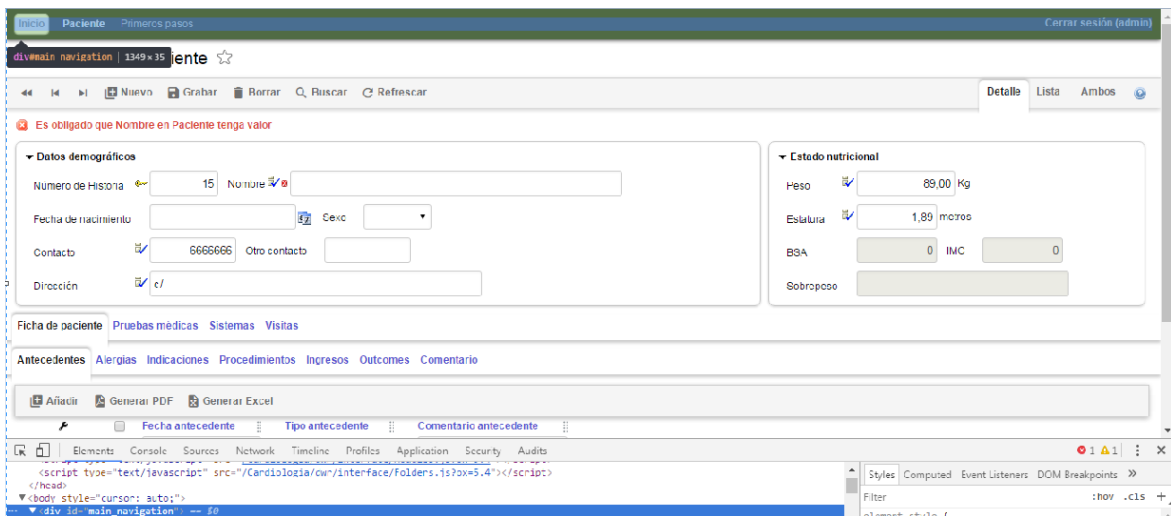 Inicio Paciente Primeros pasos Cerrar sesión (admin)
div#main_navigation | 1349×35 iente
Nuevo Grabar Borrar Buscar Refrescar Detalle Lista Ambos
Es obligado que Nombre en Paciente tenga valor
Datos demográficos
Número de Historia 15 Nombre
Fecha de nacimiento Sexo
Contacto 6666666 Otro contacto
Dirección c/
Estado nutricional
Peso 89,00 Kg
Estatura 1,89 metros
BSA 0 IMC 0
Sobrepeso
Ficha de paciente Pruebas médicas Sistemas Visitas
Antecedentes Alergias Indicaciones Procedimientos Ingresos Outcomes Comentario
Añadir Generar PDF Generar Excel
Fecha antecedente Tipo antecedente Comentario antecedente
Elements Console Sources Network Timeline Profiles Application Security Audits 1 1
<script type="text/javascript" src="/Cardiologia/dwr/interface/Folders.js?ox=5.4"></script>
</head>
<body style="cursor: auto;">
<div id="main_navigation"> == $0
Styles Computed Event Listeners DOM Breakpoints »
Filter :hov .cls +
element.style {